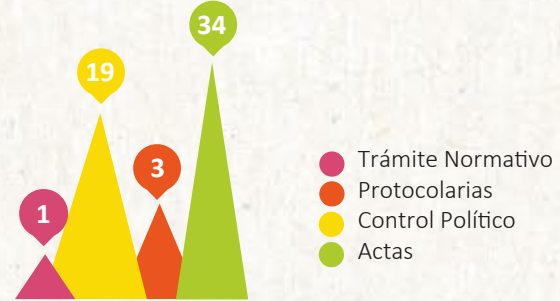 34
19
3
1
Trámite Normativo
Protocolarias
Control Político
Actas